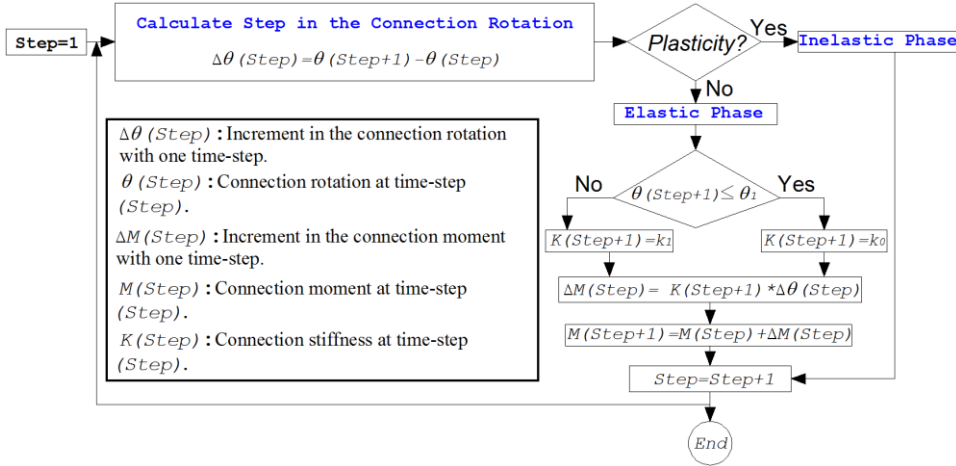 Step=1
Calculate Step in the Connection Rotation
Δθ(Step)=θ(Step+1)-θ(Step)
Plasticity?
Yes
Inelastic Phase
No
Elastic Phase
Δθ(Step): Increment in the connection rotation
with one time-step.
θ(Step): Connection rotation at time-step
(Step).
ΔM(Step): Increment in the connection moment
with one time-step.
M(Step): Connection moment at time-step
(Step).
K(Step): Connection stiffness at time-step
(Step).
No
θ(Step+1)≤θ₁
Yes
K(Step+1)=k₁
K(Step+1)=k₀
ΔM(Step)= K(Step+1)*Δθ(Step)
M(Step+1)=M(Step)+ΔM(Step)
Step=Step+1
End